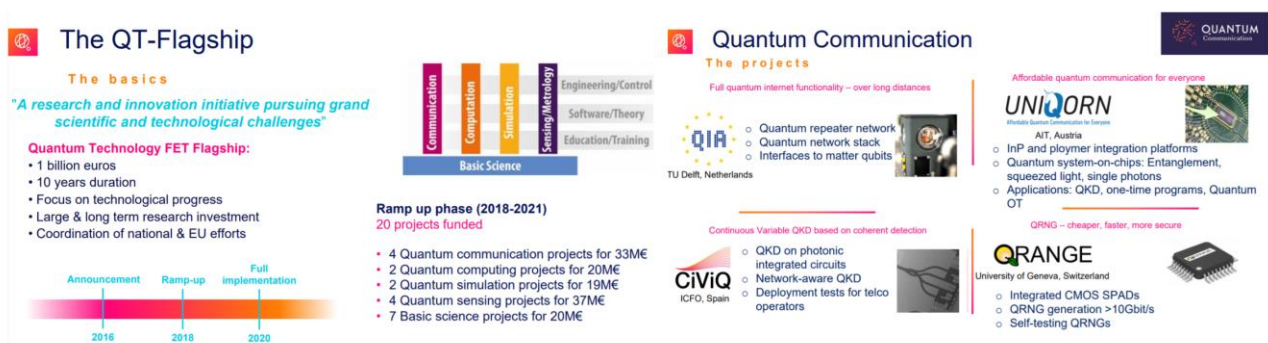 The QT-Flagship
The basics
"A research and innovation initiative pursuing grand
scientific and technological challenges"
Quantum Technology FET Flagship:
• 1 billion euros
• 10 years duration
• Focus on technological progress
• Large & long term research investment
• Coordination of national & EU efforts
Announcement
Ramp-up
Full
implementation
2016
2018
2020
Communication
Computation
Simulation
Sensing/Metrology
Engineering/Control
Software/Theory
Education/Training
Basic Science
Ramp up phase (2018-2021)
20 projects funded
• 4 Quantum communication projects for 33M€
• 2 Quantum computing projects for 20M€
• 2 Quantum simulation projects for 19M€
• 4 Quantum sensing projects for 37M€
• 7 Basic science projects for 20M€
Quantum Communication
The projects
QUANTUM
Communication
Full quantum internet functionality – over long distances
QIA
TU Delft, Netherlands
o Quantum repeater network
o Quantum network stack
o Interfaces to matter qubits
Affordable quantum communication for everyone
UNIQORN
Affordable Quantum Communication for Everyone
AIT, Austria
o InP and ploymer integration platforms
o Quantum system-on-chips: Entanglement,
squeezed light, single photons
o Applications: QKD, one-time programs, Quantum
OT
Continuous Variable QKD based on coherent detection
CiViQ
ICFO, Spain
o QKD on photonic
integrated circuits
o Network-aware QKD
o Deployment tests for telco
operators
QRNG – cheaper, faster, more secure
QRANGE
University of Geneva, Switzerland
o Integrated CMOS SPADs
o QRNG generation >10Gbit/s
o Self-testing QRNGs